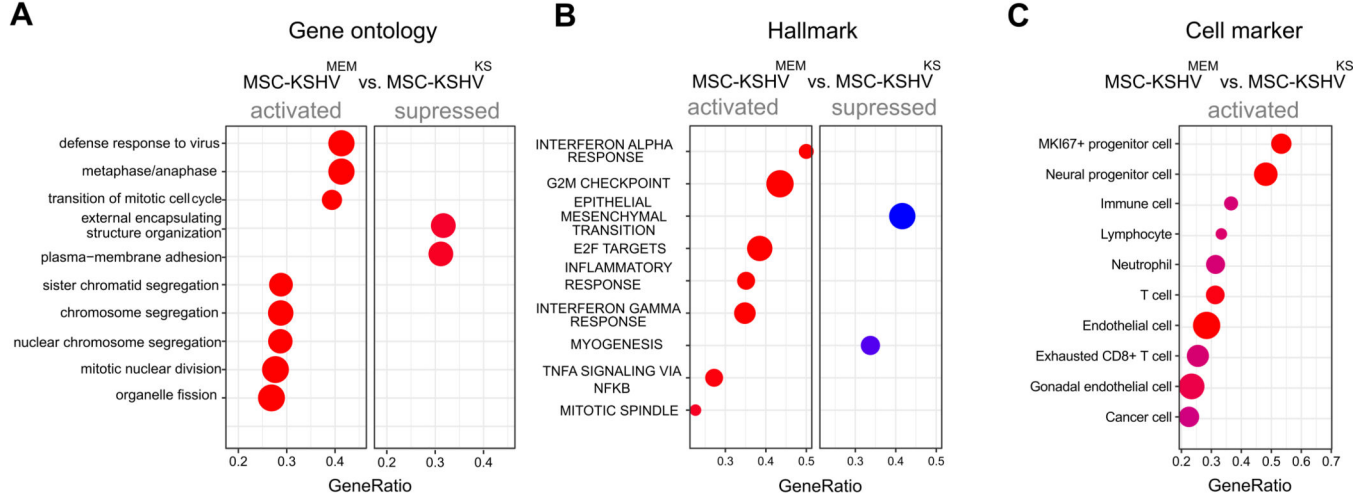 A
Gene ontology
MSC-KSHV MEM vs. MSC-KSHV KS
activated
supressed
defense response to virus
metaphase/anaphase
transition of mitotic cell cycle
external encapsulating
structure organization
plasma−membrane adhesion
sister chromatid segregation
chromosome segregation
nuclear chromosome segregation
mitotic nuclear division
organelle fission
0.2 0.3 0.4
0.2 0.3 0.4
GeneRatio
B
Hallmark
MSC-KSHV MEM vs. MSC-KSHV KS
activated
supressed
INTERFERON ALPHA
RESPONSE
G2M CHECKPOINT
EPITHELIAL
MESENCHYMAL
TRANSITION
E2F TARGETS
INFLAMMATORY
RESPONSE
INTERFERON GAMMA
RESPONSE
MYOGENESIS
TNFA SIGNALING VIA
NFKB
MITOTIC SPINDLE
0.3 0.4 0.5
0.3 0.4 0.5
GeneRatio
C
Cell marker
MSC-KSHV MEM vs. MSC-KSHV KS
activated
MKI67+ progenitor cell
Neural progenitor cell
Immune cell
Lymphocyte
Neutrophil
T cell
Endothelial cell
Exhausted CD8+ T cell
Gonadal endothelial cell
Cancer cell
0.2 0.3 0.4 0.5 0.6 0.7
GeneRatio